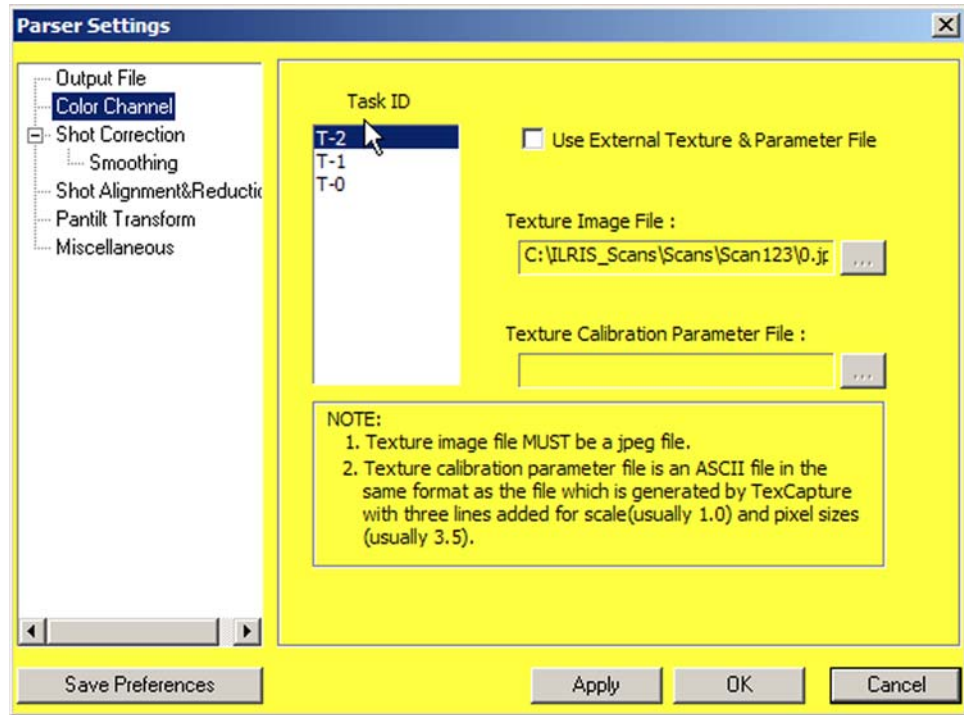 Parser Settings
Output File
Color Channel
Shot Correction
Smoothing
Shot Alignment&Reductic
Pantilt Transform
Miscellaneous
Task ID
T-2
T-1
T-0
Use External Texture & Parameter File
Texture Image File :
C:\ILRIS_Scans\Scans\Scan123\0.jp
...
Texture Calibration Parameter File :
...
NOTE:
1. Texture image file MUST be a jpeg file.
2. Texture calibration parameter file is an ASCII file in the
same format as the file which is generated by TexCapture
with three lines added for scale(usually 1.0) and pixel sizes
(usually 3.5).
Save Preferences
Apply
OK
Cancel